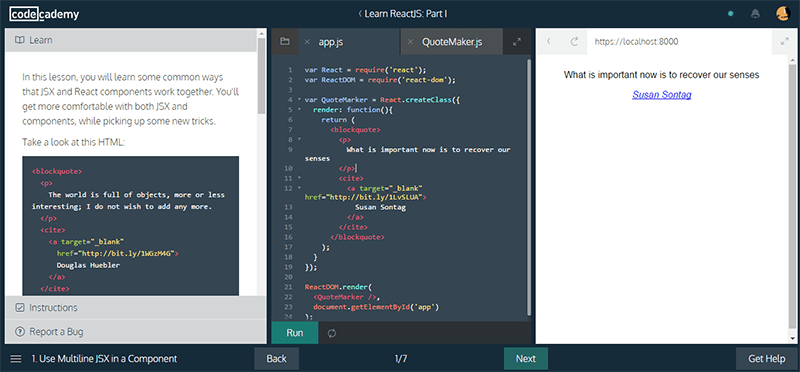 codecademy
Learn ReactJS: Part I
Learn
In this lesson, you will learn some common ways
that JSX and React components work together. You'll
get more comfortable with both JSX and
components, while picking up some new tricks.
Take a look at this HTML:
<blockquote>
<p>
The world is full of objects, more or less
interesting; I do not wish to add any more.
</p>
<cite>
<a target="_blank"
href="http://bit.ly/1WGzM4G">
Douglas Huebler
</a>
</cite>
Instructions
Report a Bug
app.js
QuoteMaker.js
1 var React = require('react');
2 var ReactDOM = require('react-dom');
3
4 var QuoteMarker = React.createClass({
5 render: function(){
6 return (
7 <blockquote>
8 <p>
9 What is important now is to recover our
senses
10 </p>
11 <cite>
12 <a target="_blank"
href="http://bit.ly/1LvSLUA">
13 Susan Sontag
14 </a>
15 </cite>
16 </blockquote>
17 );
18 }
19 });
20
21 ReactDOM.render(
22 <QuoteMarker />,
23 document.getElementById('app')
24 );
Run
https://localhost:8000
What is important now is to recover our senses
Susan Sontag
1. Use Multiline JSX in a Component
Back
1/7
Next
Get Help